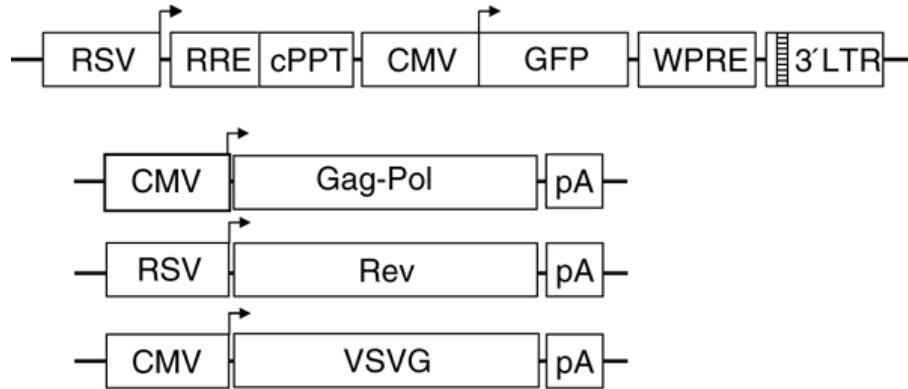 RSV RRE cPPT CMV GFP WPRE 3´LTR
CMV Gag-Pol pA
RSV Rev pA
CMV VSVG pA